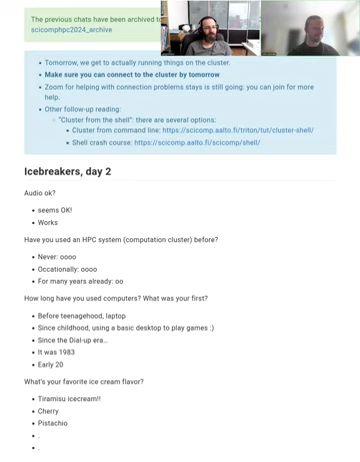 The previous chats have been archived to
scicomphpc2024_archive
Tomorrow, we get to actually running things on the cluster.
Make sure you can connect to the cluster by tomorrow
Zoom for helping with connection problems stays is still going: you can join for more
help.
Other follow-up reading:
"Cluster from the shell": there are several options:
Cluster from command line: https://scicomp.aalto.fi/triton/tut/cluster-shell/
Shell crash course: https://scicomp.aalto.fi/scicomp/shell/
Icebreakers, day 2
Audio ok?
seems OK!
Works
Have you used an HPC system (computation cluster) before?
Never: oooo
Occationally: oooo
For many years already: oo
How long have you used computers? What was your first?
Before teenagehood, laptop
Since childhood, using a basic desktop to play games :)
Since the Dial-up era...
It was 1983
Early 20
What's your favorite ice cream flavor?
Tiramisu icecream!!
Cherry
Pistachio
.
.